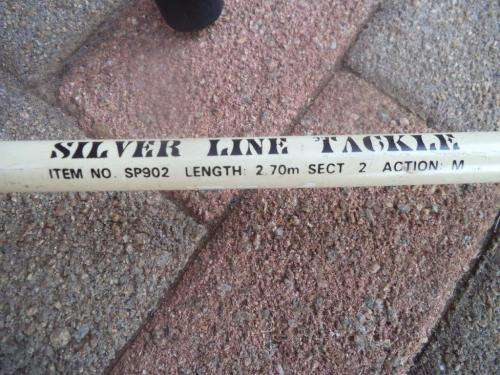 SILVER LINE TACKLE
ITEM NO. SP902 LENGTH: 2.70m SECT 2 ACTION: M